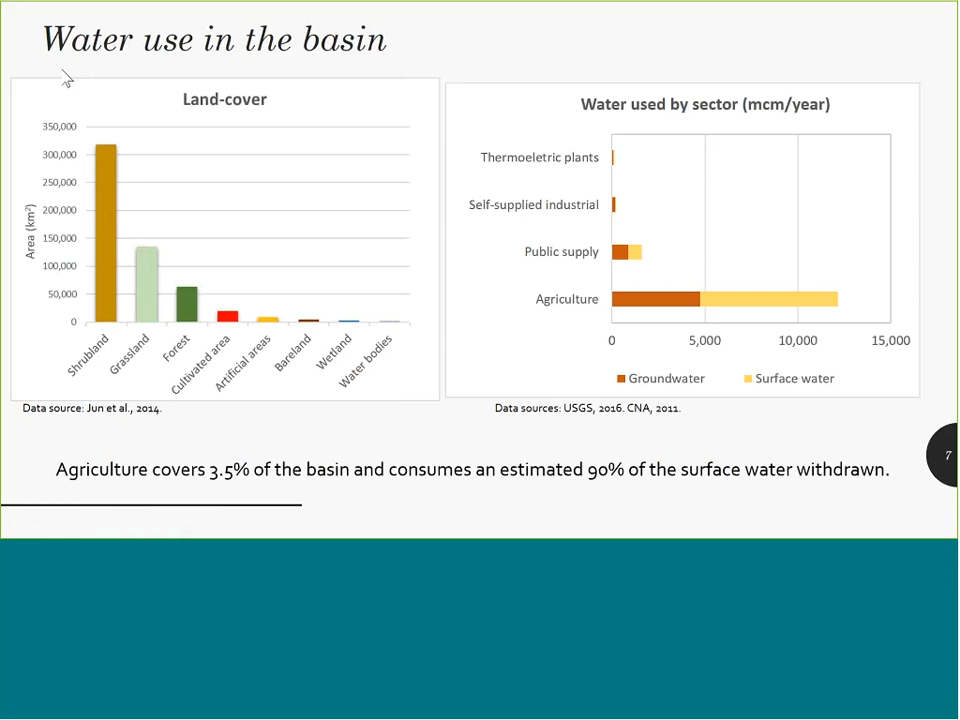 Water use in the basin
Land-cover
Area (km²)
350,000
300,000
250,000
200,000
150,000
100,000
50,000
0
Shrubland
Grassland
Forest
Cultivated area
Artificial areas
Bareland
Wetland
Water bodies
Data source: Jun et al., 2014.
Water used by sector (mcm/year)
Thermoeletric plants
Self-supplied industrial
Public supply
Agriculture
0 5,000 10,000 15,000
Groundwater Surface water
Data sources: USGS, 2016. CNA, 2011.
7
Agriculture covers 3.5% of the basin and consumes an estimated 90% of the surface water withdrawn.